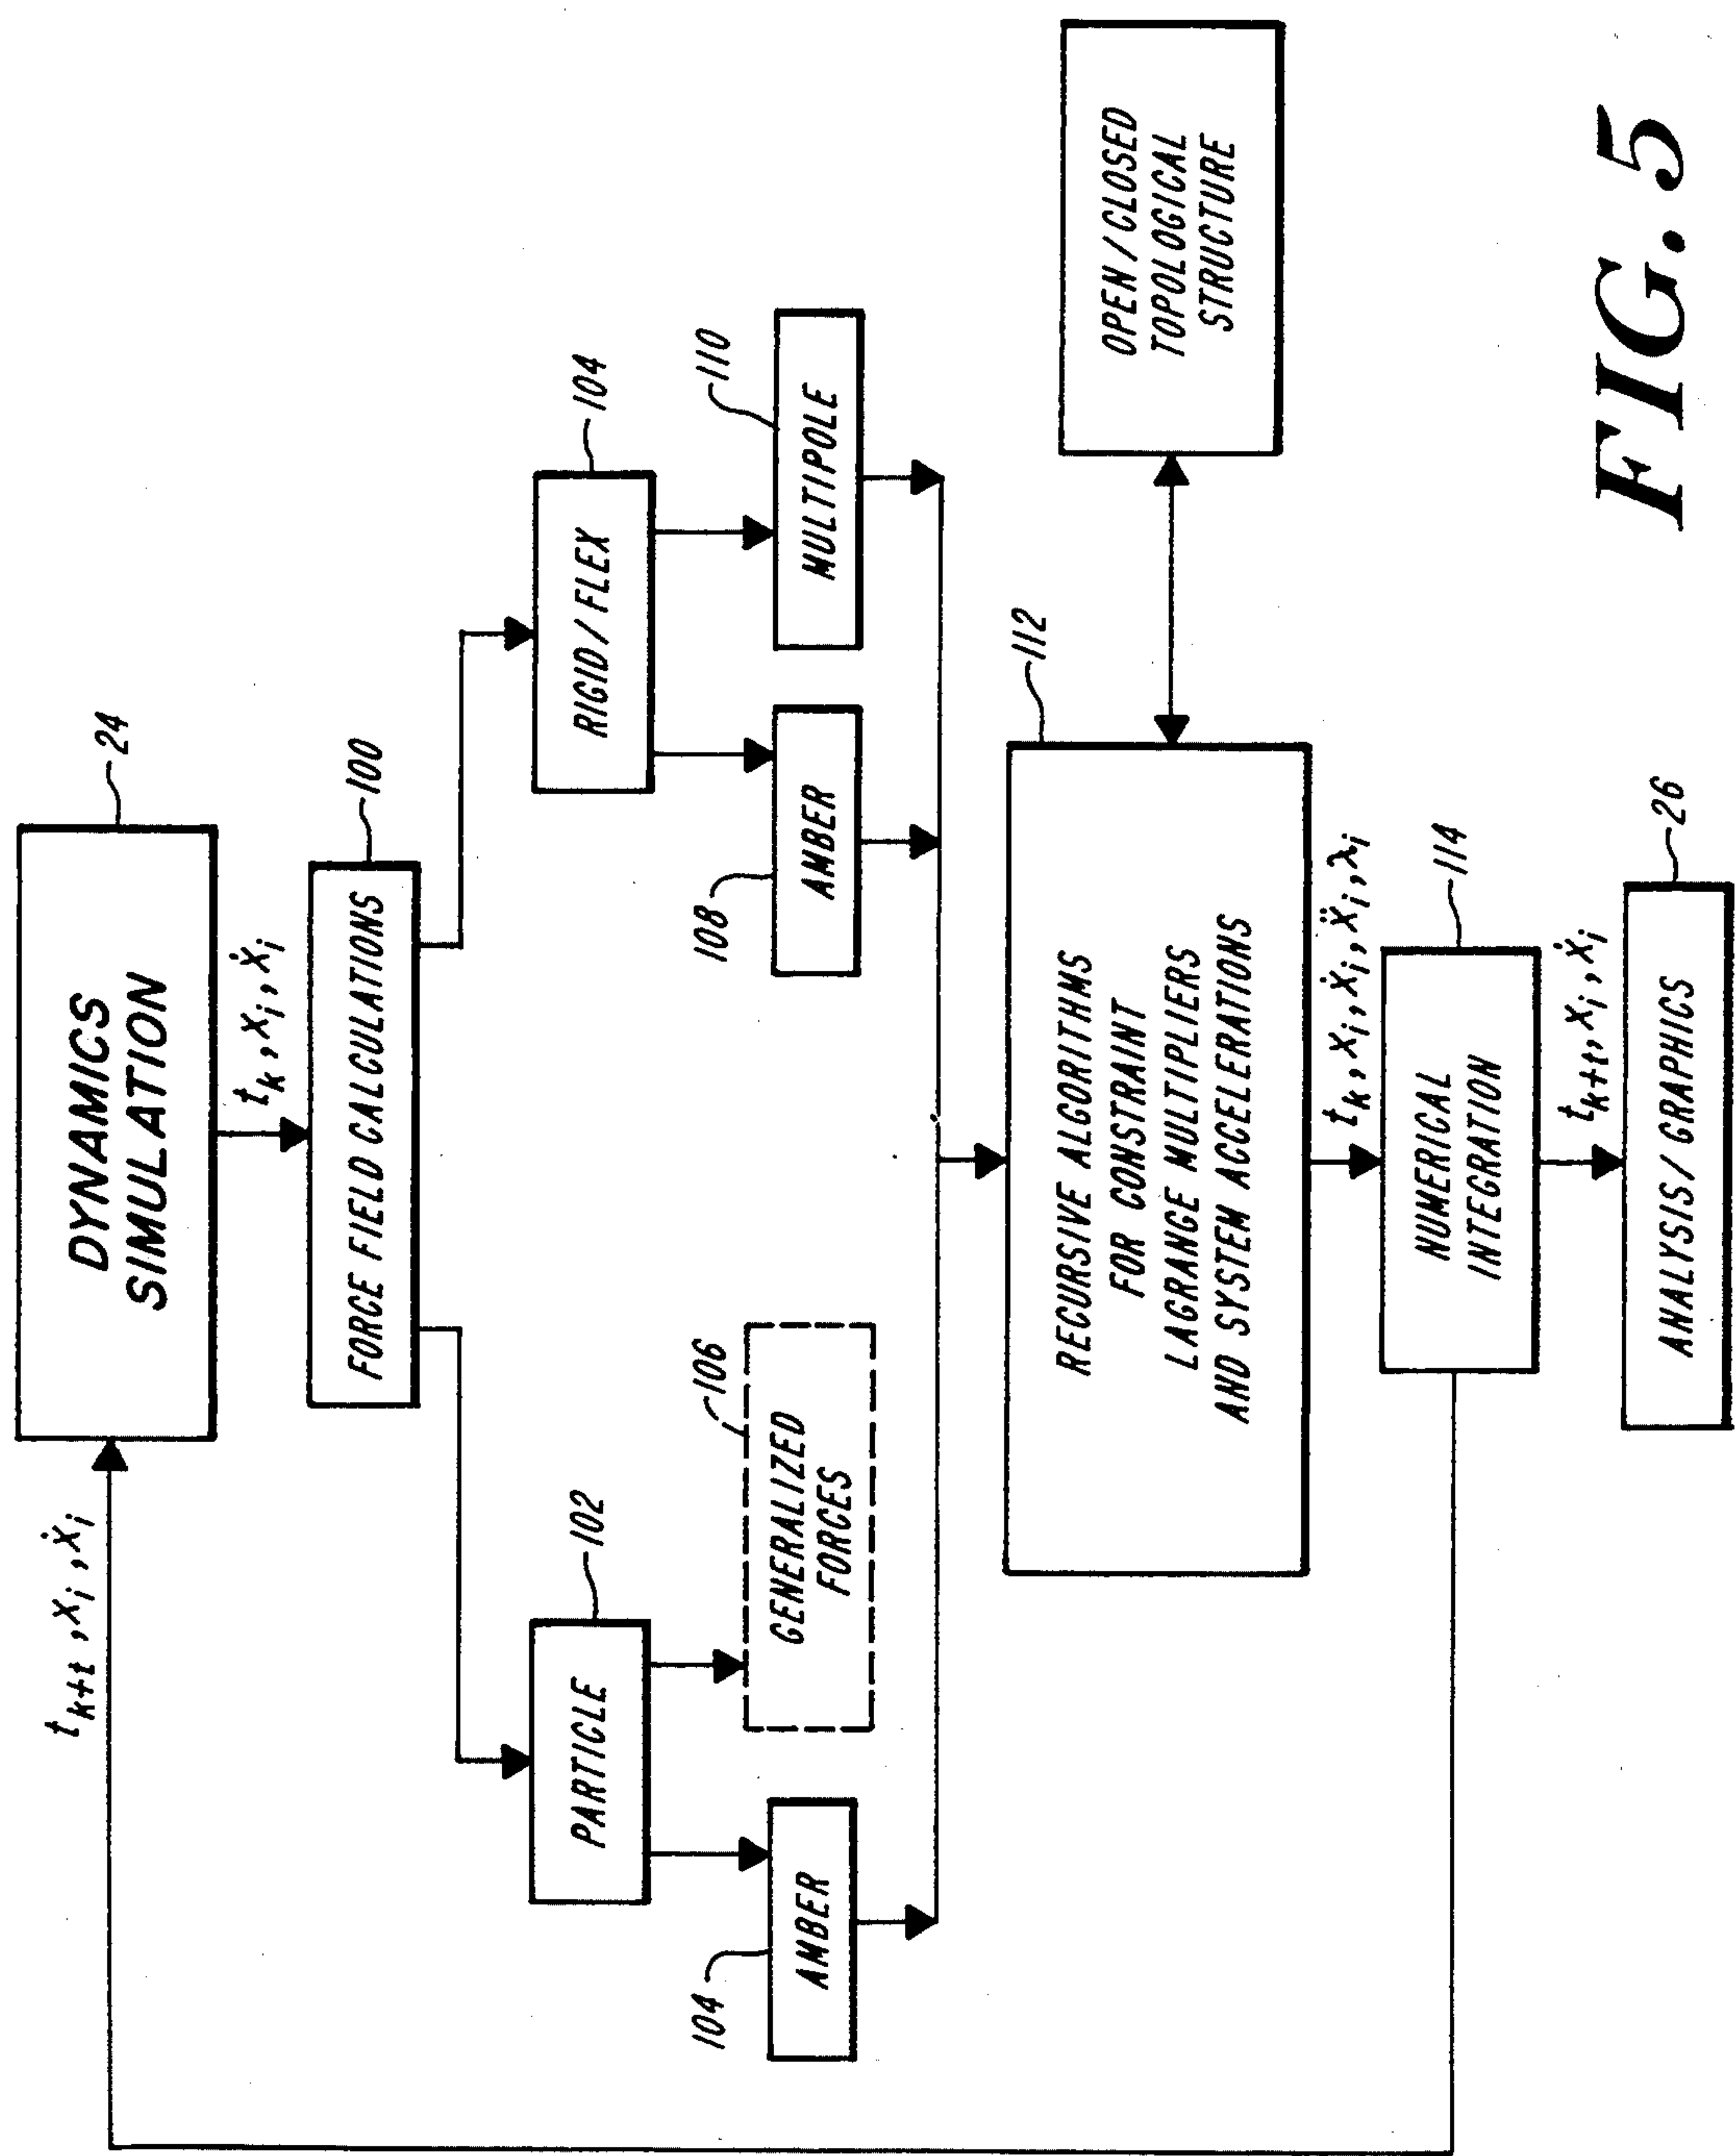 DYNAMICS
SIMULATION
24
t_{k+t}, x_i, ẋ_i
t_k, x_i, ẋ_i
FORCE FIELD CALCULATIONS
100
PARTICLE
102
RIGID / FLEX
104
104
AMBER
GENERALIZED
FORCES
106
108
AMBER
MULTIPOLE
110
RECURSIVE ALGORITHMS
FOR CONSTRAINT
LAGRANGE MULTIPLIERS
AND SYSTEM ACCELERATIONS
112
OPEN / CLOSED
TOPOLOGICAL
STRUCTURE
t_k, x_i, ẋ_i, ẍ_i, λ_i
NUMERICAL
INTEGRATION
114
t_{k+t}, x_i, ẋ_i
ANALYSIS / GRAPHICS
26
FIG. 5